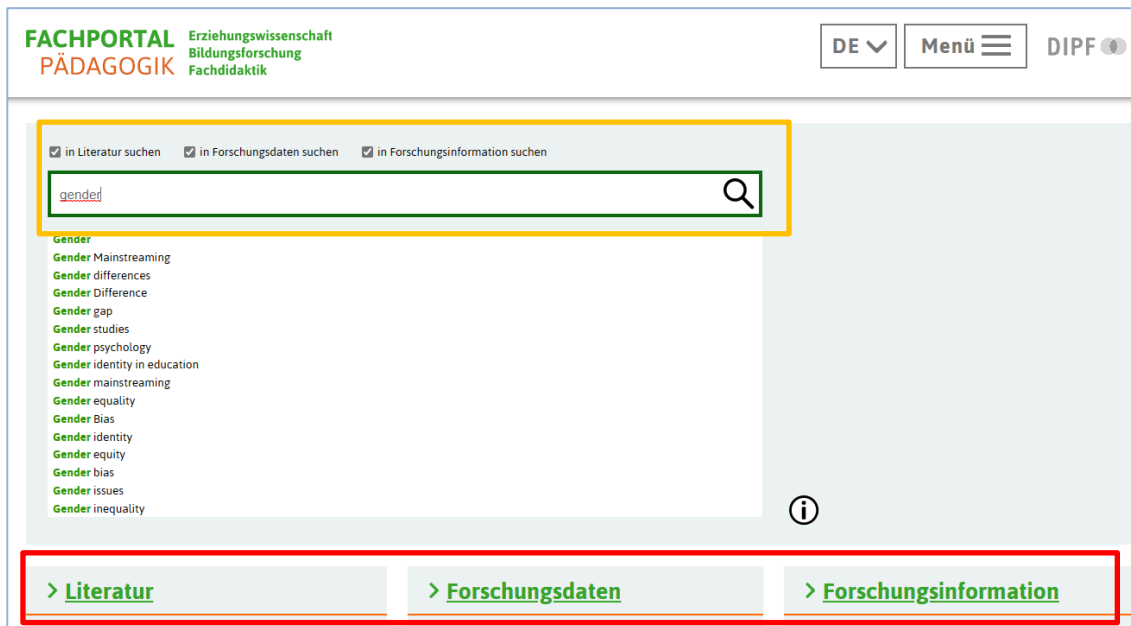 FACHPORTAL
PÄDAGOGIK
Erziehungswissenschaft
Bildungsforschung
Fachdidaktik
DE
Menü
DIPF
in Literatur suchen in Forschungsdaten suchen in Forschungsinformation suchen
gender
Gender
Gender Mainstreaming
Gender differences
Gender Difference
Gender gap
Gender studies
Gender psychology
Gender identity in education
Gender mainstreaming
Gender equality
Gender Bias
Gender identity
Gender equity
Gender bias
Gender issues
Gender inequality
> Literatur
> Forschungsdaten
> Forschungsinformation